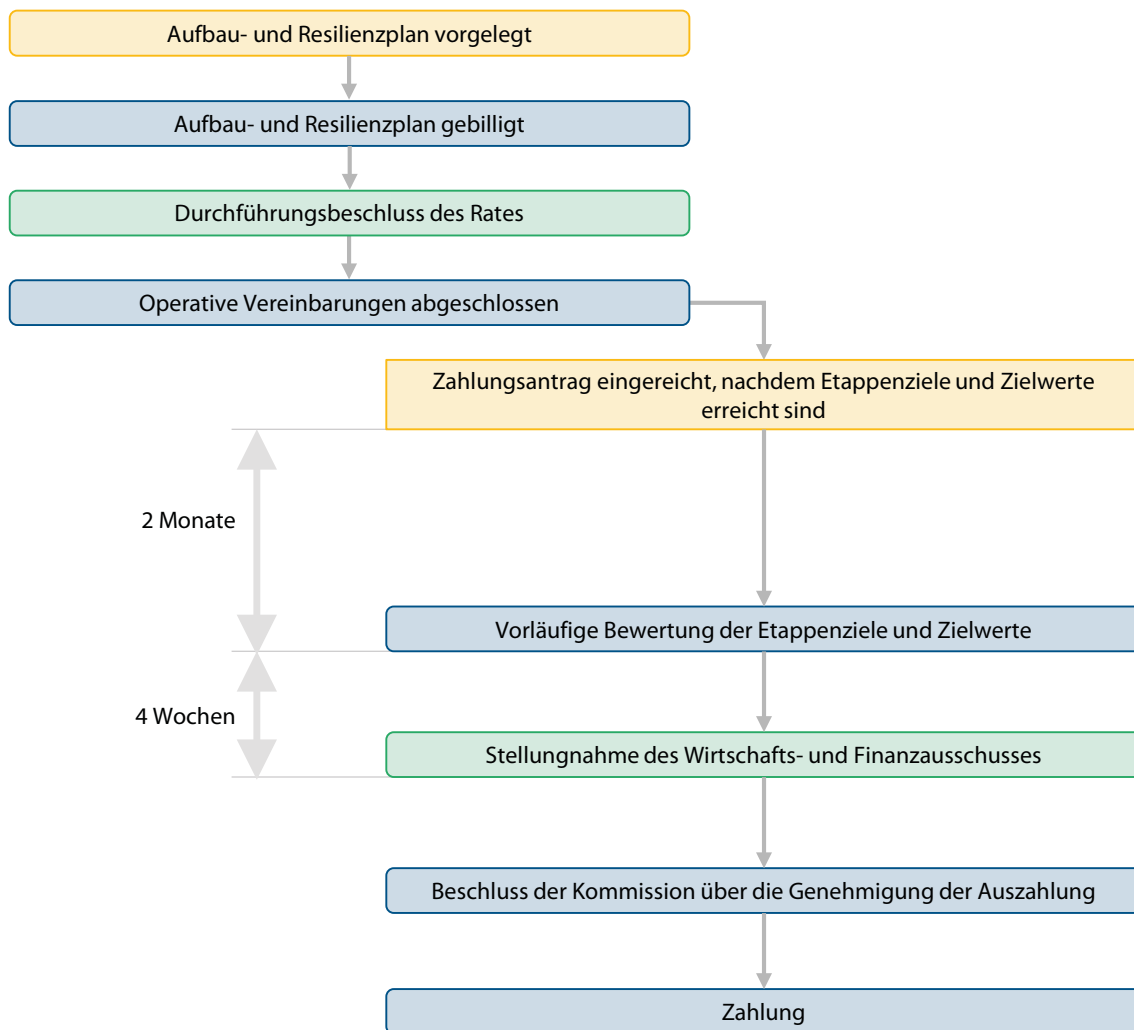 Aufbau- und Resilienzplan vorgelegt
Aufbau- und Resilienzplan gebilligt
Durchführungsbeschluss des Rates
Operative Vereinbarungen abgeschlossen
Zahlungsantrag eingereicht, nachdem Etappenziele und Zielwerte
erreicht sind
2 Monate
Vorläufige Bewertung der Etappenziele und Zielwerte
4 Wochen
Stellungnahme des Wirtschafts- und Finanzausschusses
Beschluss der Kommission über die Genehmigung der Auszahlung
Zahlung